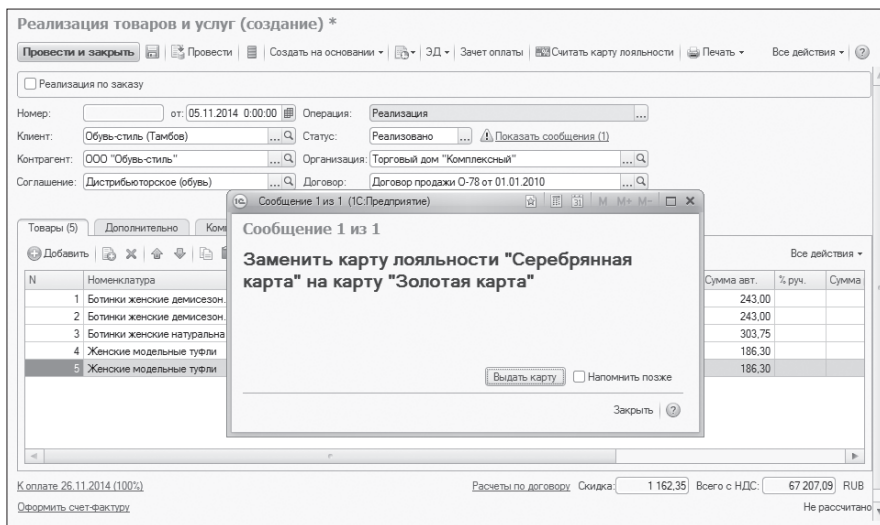 Реализация товаров и услуг (создание) *
Провести и закрыть Провести Создать на основании ЭД Зачет оплаты Считать карту лояльности Печать Все действия ?
Реализация по заказу
Номер: от: 05.11.2014 0:00:00 Операция: Реализация ...
Клиент: Обувь-стиль (Тамбов) ... Статус: Реализовано ... Показать сообщения (1)
Контрагент: ООО "Обувь-стиль" ... Организация: Торговый дом "Комплексный" ...
Соглашение: Дистрибьюторское (обувь) ... Договор: Договор продажи О-78 от 01.01.2010 ...
Сообщение 1 из 1 (1С:Предприятие) 31 M M+ M-
Товары (5) Дополнительно Ком
Сообщение 1 из 1
Добавить Все действия
Заменить карту лояльности "Серебрянная
карта" на карту "Золотая карта"
N Номенклатура Сумма авт. % руч. Сумма
1 Ботинки женские демисезон. 243,00
2 Ботинки женские демисезон. 243,00
3 Ботинки женские натуральна 303,75
4 Женские модельные туфли 186,30
5 Женские модельные туфли 186,30
Выдать карту Напомнить позже
Закрыть ?
К оплате 26.11.2014 (100%) Расчеты по договору Скидка: 1 162,35 Всего с НДС: 67 207,09 RUB
Оформить счет-фактуру Не рассчитано